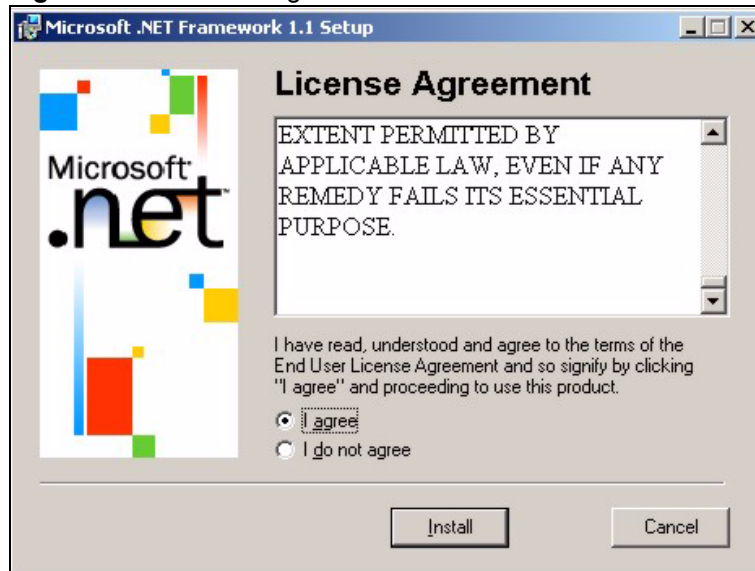 Microsoft .NET Framework 1.1 Setup
License Agreement
EXTENT PERMITTED BY
APPLICABLE LAW, EVEN IF ANY
REMEDY FAILS ITS ESSENTIAL
PURPOSE.
Microsoft
.net
I have read, understood and agree to the terms of the
End User License Agreement and so signify by clicking
"I agree" and proceeding to use this product.
I agree
I do not agree
Install
Cancel